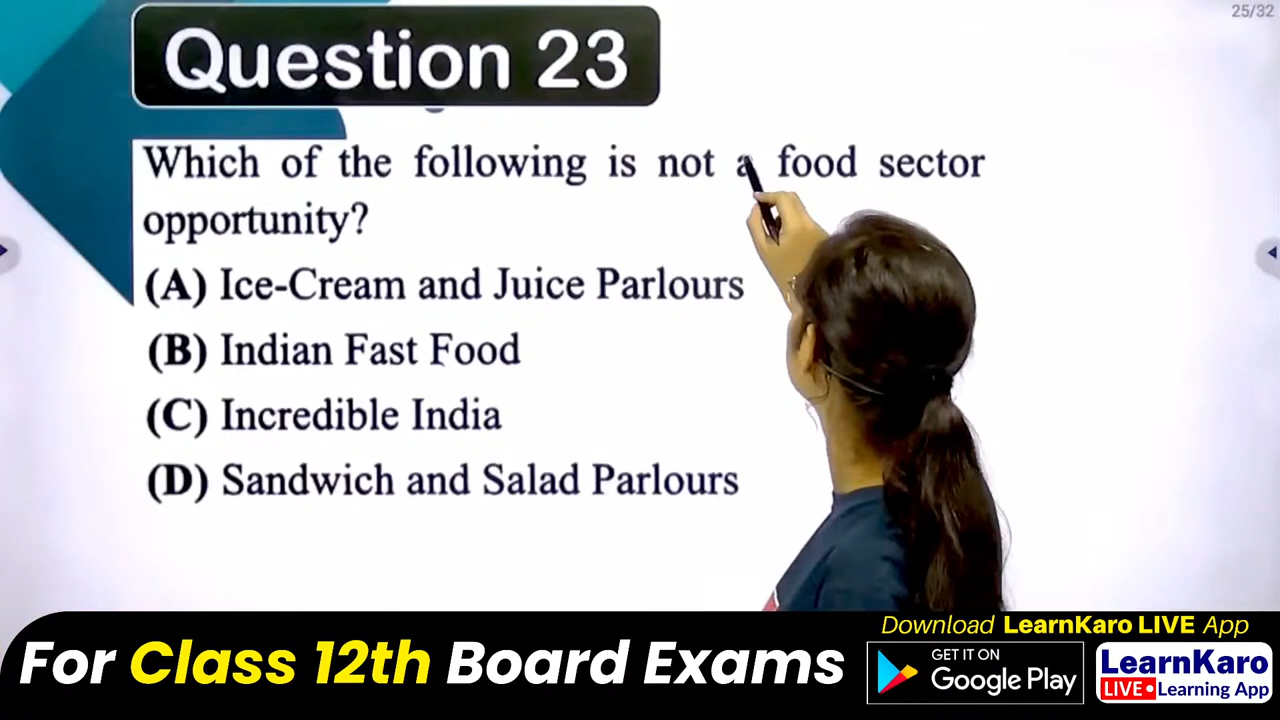 25/32
Question 23
Which of the following is not a food sector
opportunity?
(A) Ice-Cream and Juice Parlours
(B) Indian Fast Food
(C) Incredible India
(D) Sandwich and Salad Parlours
For Class 12th Board Exams
Download LearnKaro LIVE App
GET IT ON
Google Play
LearnKaro
LIVE Learning App